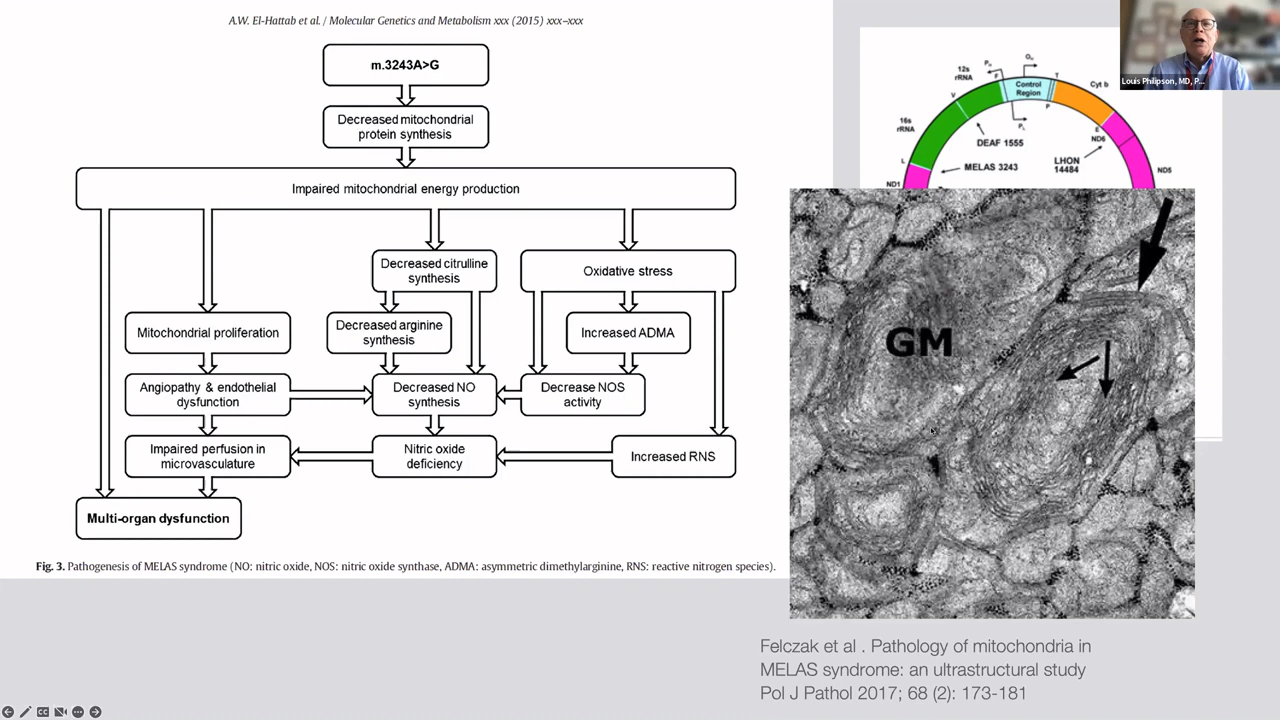 A.W. El-Hattab et al. / Molecular Genetics and Metabolism xxx (2015) xxx–xxx
m.3243A>G
Decreased mitochondrial
protein synthesis
Impaired mitochondrial energy production
Decreased citrulline
synthesis
Oxidative stress
Mitochondrial proliferation
Decreased arginine
synthesis
Increased ADMA
Angiopathy & endothelial
dysfunction
Decreased NO
synthesis
Decrease NOS
activity
Impaired perfusion in
microvasculature
Nitric oxide
deficiency
Increased RNS
Multi-organ dysfunction
Fig. 3. Pathogenesis of MELAS syndrome (NO: nitric oxide, NOS: nitric oxide synthase, ADMA: asymmetric dimethylarginine, RNS: reactive nitrogen species).
Louis Philipson, MD, P...
12s
rRNA
PH
F
OH
Control
Region
T
Cyt b
V
P
PL
16s
rRNA
DEAF 1555
E
ND6
L
MELAS 3243
LHON
14484
ND1
ND5
GM
Felczak et al . Pathology of mitochondria in
MELAS syndrome: an ultrastructural study
Pol J Pathol 2017; 68 (2): 173-181
CC